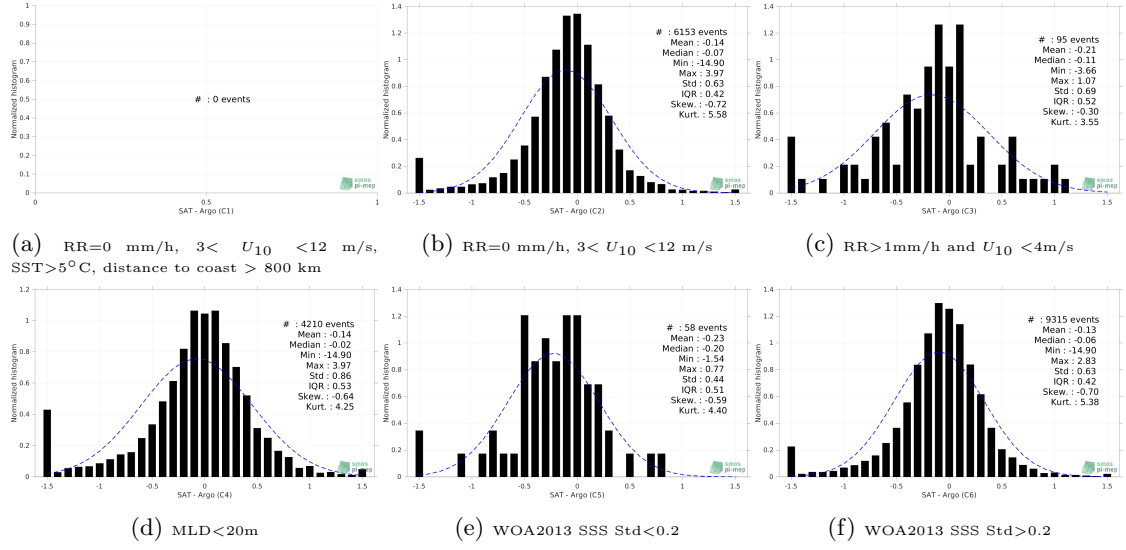 Normalized histogram
1
0.9
0.8
0.7
0.6
0.5
0.4
0.3
0.2
0.1
0
# : 0 events
smos
pi-mep
0 0.5 1
SAT - Argo (C1)
(a) RR=0 mm/h, 3< U10 <12 m/s,
SST>5°C, distance to coast > 800 km
Normalized histogram
1.4
1.2
1
0.8
0.6
0.4
0.2
0
# : 6153 events
Mean : -0.14
Median : -0.07
Min : -14.90
Max : 3.97
Std : 0.63
IQR : 0.42
Skew. : -0.72
Kurt. : 5.58
smos
pi-mep
-1.5 -1 -0.5 0 0.5 1 1.5
SAT - Argo (C2)
(b) RR=0 mm/h, 3< U10 <12 m/s
Normalized histogram
1.4
1.2
1
0.8
0.6
0.4
0.2
0
# : 95 events
Mean : -0.21
Median : -0.11
Min : -3.66
Max : 1.07
Std : 0.69
IQR : 0.52
Skew. : -0.30
Kurt. : 3.55
smos
pi-mep
-1.5 -1 -0.5 0 0.5 1 1.5
SAT - Argo (C3)
(c) RR>1mm/h and U10 <4m/s
Normalized histogram
1.2
1
0.8
0.6
0.4
0.2
0
# : 4210 events
Mean : -0.14
Median : -0.02
Min : -14.90
Max : 3.97
Std : 0.86
IQR : 0.53
Skew. : -0.64
Kurt. : 4.25
smos
pi-mep
-1.5 -1 -0.5 0 0.5 1 1.5
SAT - Argo (C4)
(d) MLD<20m
Normalized histogram
1.4
1.2
1
0.8
0.6
0.4
0.2
0
# : 58 events
Mean : -0.23
Median : -0.20
Min : -1.54
Max : 0.77
Std : 0.44
IQR : 0.51
Skew. : -0.59
Kurt. : 4.40
smos
pi-mep
-1.5 -1 -0.5 0 0.5 1 1.5
SAT - Argo (C5)
(e) WOA2013 SSS Std<0.2
Normalized histogram
1.4
1.2
1
0.8
0.6
0.4
0.2
0
# : 9315 events
Mean : -0.13
Median : -0.06
Min : -14.90
Max : 2.83
Std : 0.63
IQR : 0.42
Skew. : -0.70
Kurt. : 5.38
smos
pi-mep
-1.5 -1 -0.5 0 0.5 1 1.5
SAT - Argo (C6)
(f) WOA2013 SSS Std>0.2